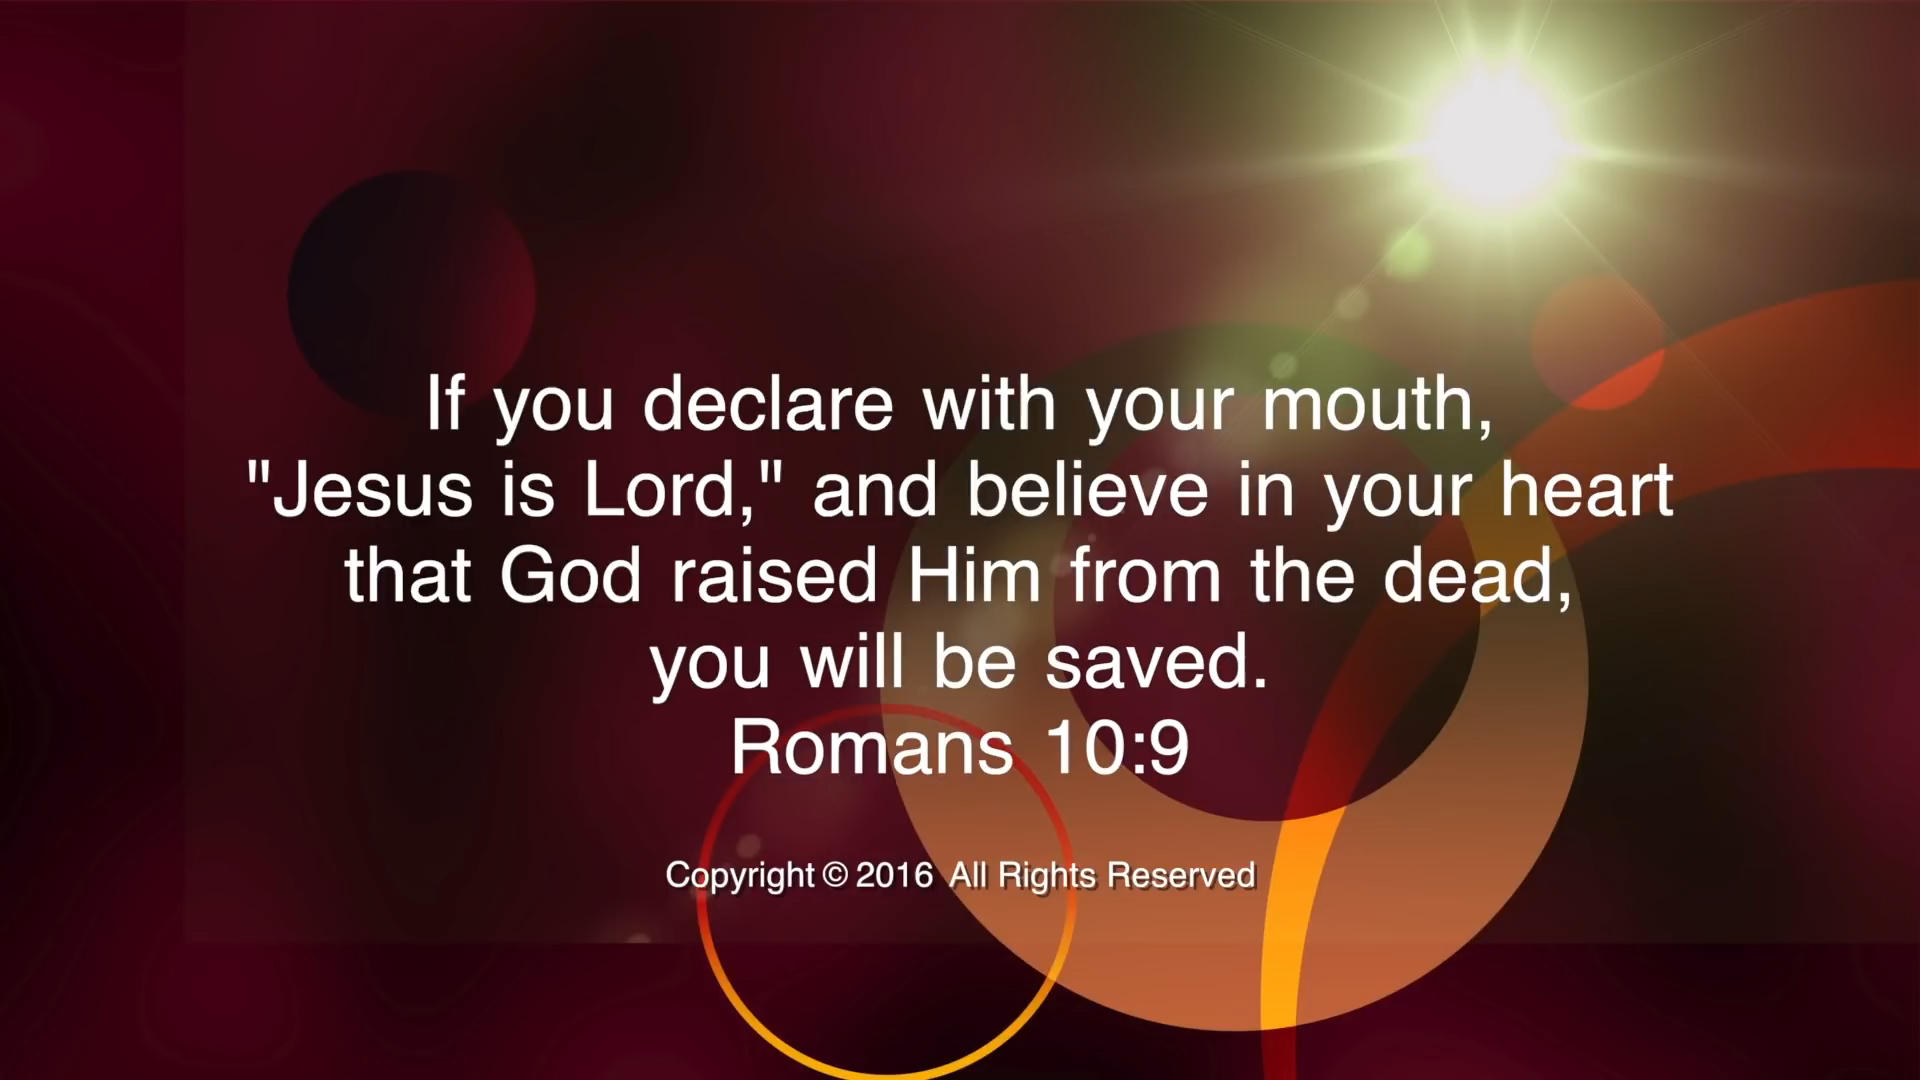 If you declare with your mouth,
"Jesus is Lord," and believe in your heart
that God raised Him from the dead,
you will be saved.
Romans 10:9
Copyright © 2016 All Rights Reserved